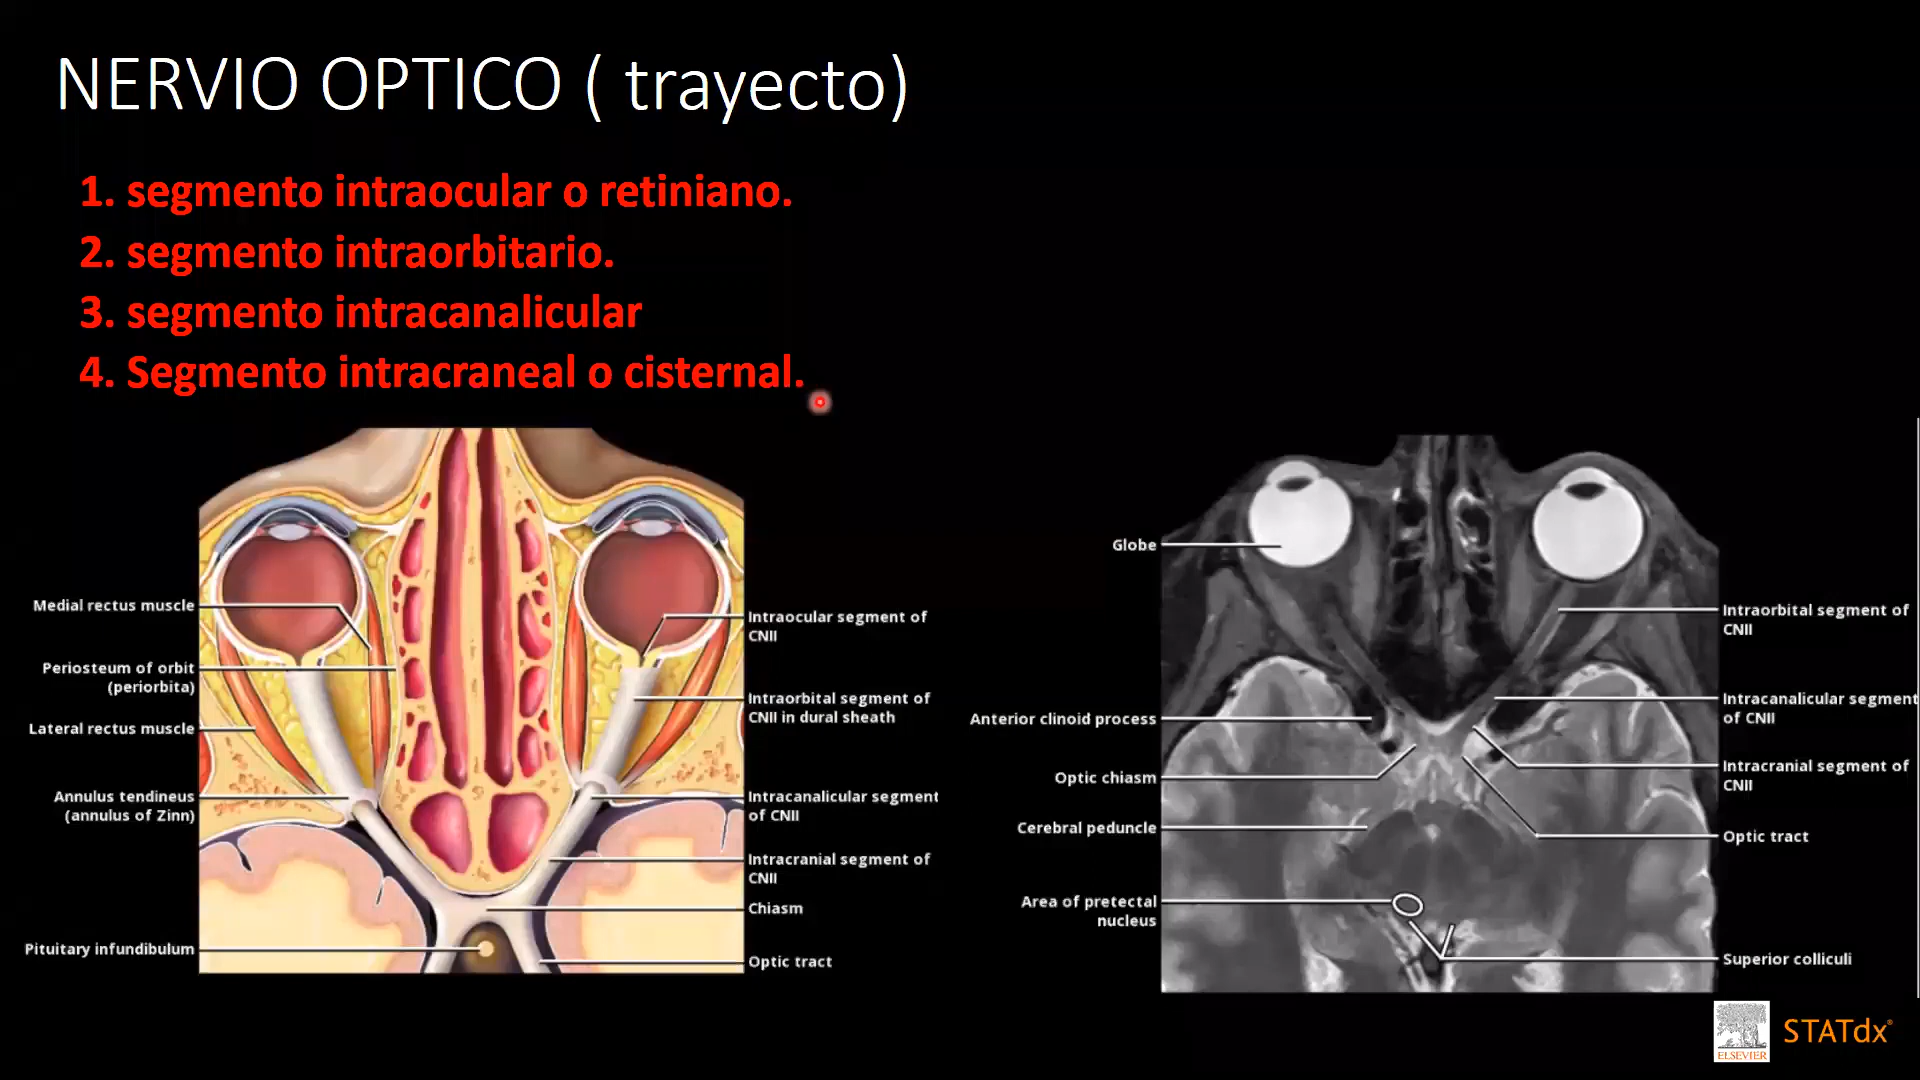 NERVIO OPTICO ( trayecto)
1. segmento intraocular o retiniano.
2. segmento intraorbitario.
3. segmento intracanalicular
4. Segmento intracraneal o cisternal.
Medial rectus muscle
Periosteum of orbit
(periorbita)
Lateral rectus muscle
Annulus tendineus
(annulus of Zinn)
Pituitary infundibulum
Intraocular segment of
CNII
Intraorbital segment of
CNII in dural sheath
Intracanalicular segment
of CNII
Intracranial segment of
CNII
Chiasm
Optic tract
Globe
Anterior clinoid process
Optic chiasm
Cerebral peduncle
Area of pretectal
nucleus
Intraorbital segment of
CNII
Intracanalicular segment
of CNII
Intracranial segment of
CNII
Optic tract
Superior colliculi
ELSEVIER
STATdx®